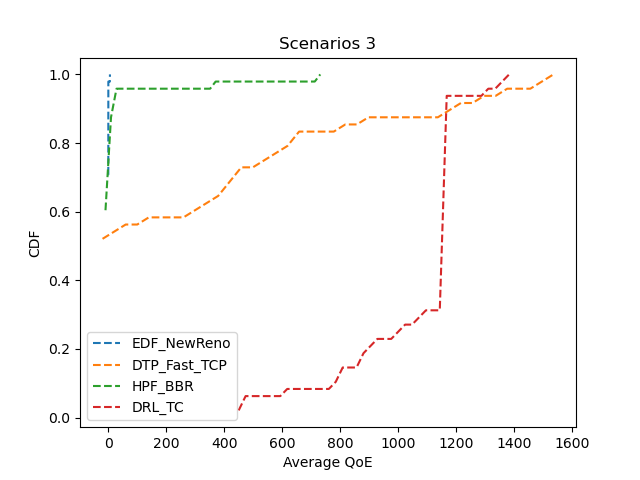 Scenarios 3
1.0
0.8
0.6
0.4
0.2
0.0
CDF
EDF_NewReno
DTP_Fast_TCP
HPF_BBR
DRL_TC
0 200 400 600 800 1000 1200 1400 1600
Average QoE